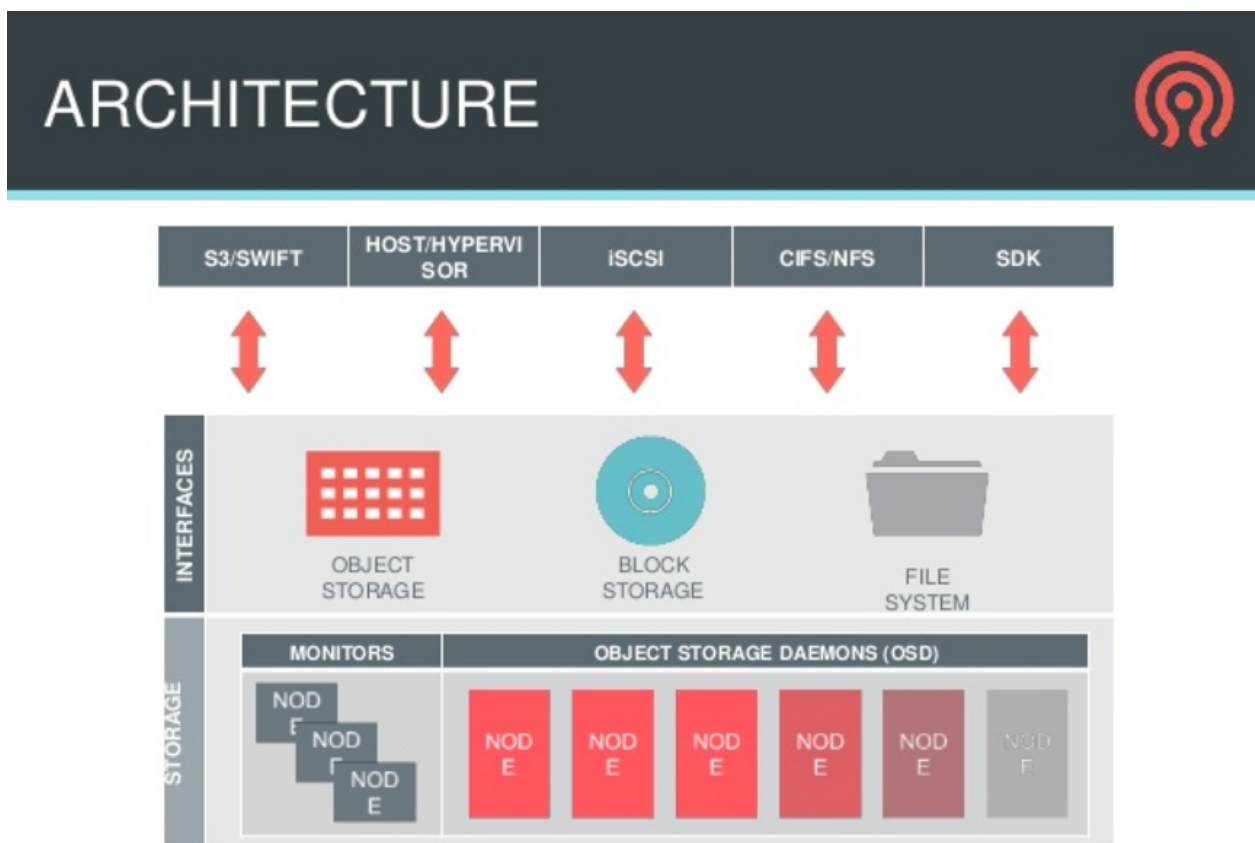 ARCHITECTURE
S3/SWIFT
HOST/HYPERVI
SOR
iSCSI
CIFS/NFS
SDK
INTERFACES
OBJECT
STORAGE
BLOCK
STORAGE
FILE
SYSTEM
STORAGE
MONITORS
OBJECT STORAGE DAEMONS (OSD)
NOD
E
NOD
E
NOD
E
NOD
E
NOD
E
NOD
E
NOD
E
NOD
E
NOD
E